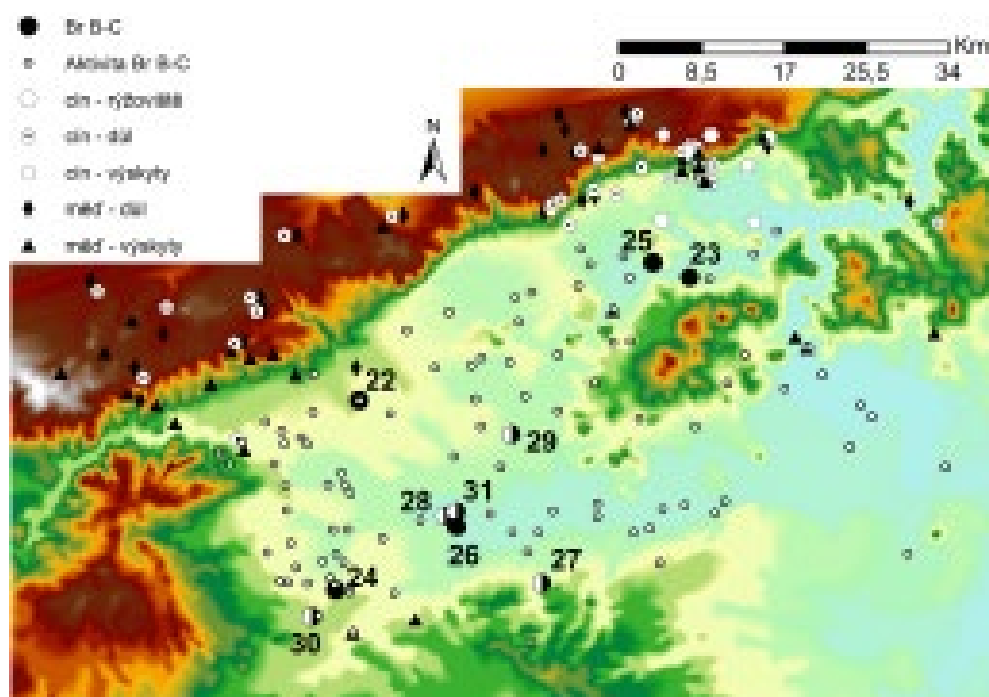 Br B-C
Aktivita Br B-C
cín - rýžoviště
cín - důl
cín - výskyty
měď - důl
měď - výskyty
Km
0 8,5 17 25,5 34
N
25
23
22
29
28 31
26
24 27
30